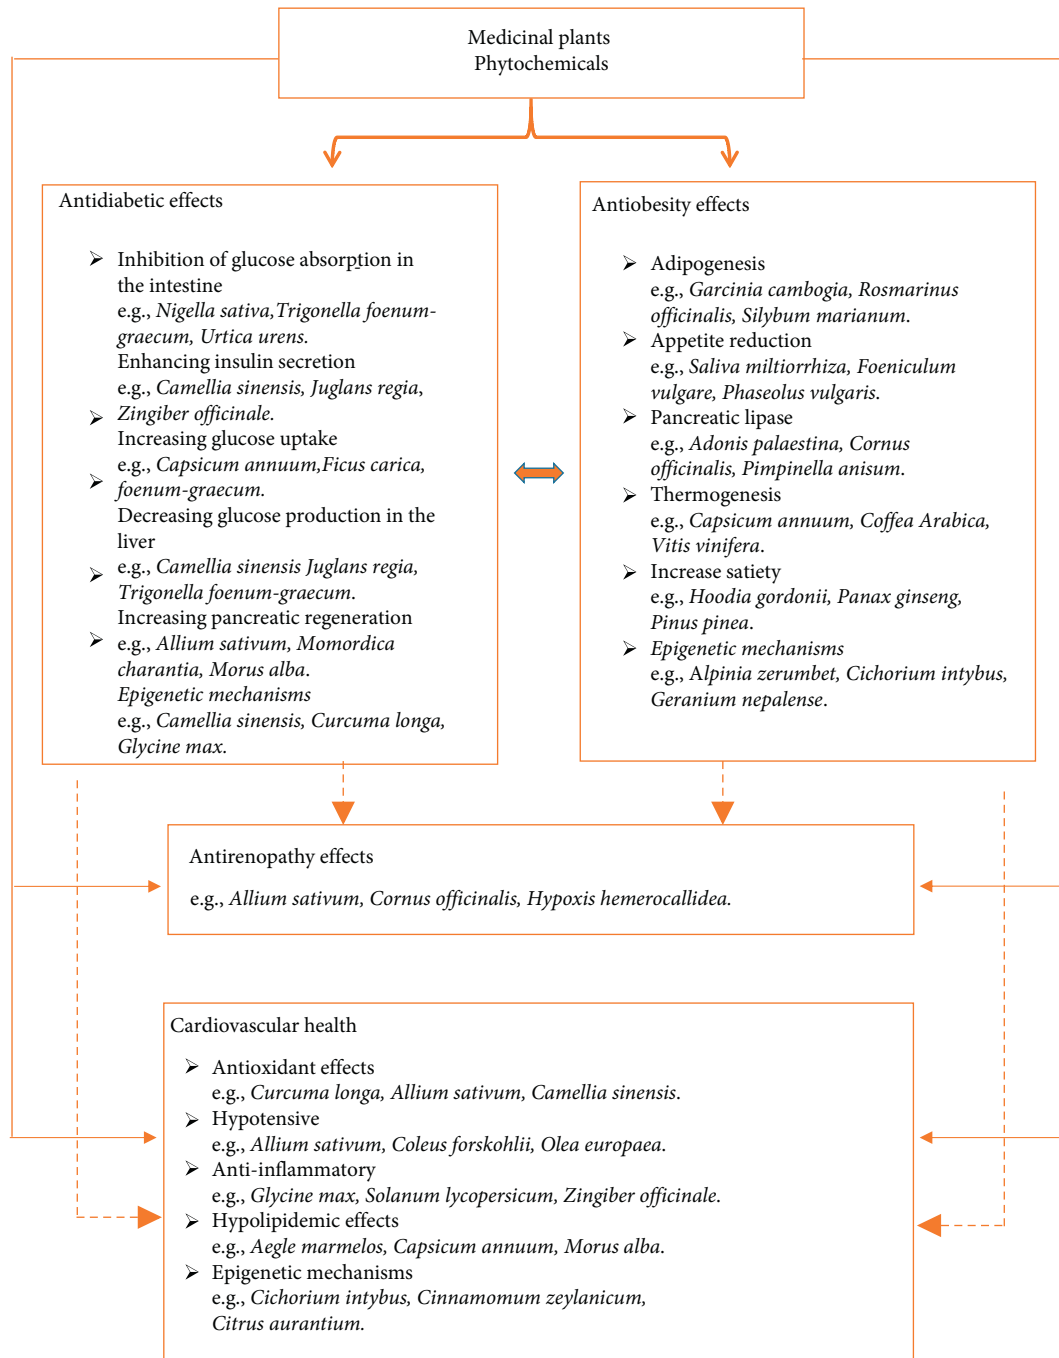 Medicinal plants
Phytochemicals
Antidiabetic effects
➢ Inhibition of glucose absorption in
the intestine
e.g., Nigella sativa,Trigonella foenum-
graecum, Urtica urens.
Enhancing insulin secretion
e.g., Camellia sinensis, Juglans regia,
➢ Zingiber officinale.
Increasing glucose uptake
e.g., Capsicum annuum,Ficus carica,
➢ foenum-graecum.
Decreasing glucose production in the
liver
➢ e.g., Camellia sinensis Juglans regia,
Trigonella foenum-graecum.
Increasing pancreatic regeneration
➢ e.g., Allium sativum, Momordica
charantia, Morus alba.
Epigenetic mechanisms
e.g., Camellia sinensis, Curcuma longa,
Glycine max.
Antiobesity effects
➢ Adipogenesis
e.g., Garcinia cambogia, Rosmarinus
officinalis, Silybum marianum.
➢ Appetite reduction
e.g., Saliva miltiorrhiza, Foeniculum
vulgare, Phaseolus vulgaris.
➢ Pancreatic lipase
e.g., Adonis palaestina, Cornus
officinalis, Pimpinella anisum.
➢ Thermogenesis
e.g., Capsicum annuum, Coffea Arabica,
Vitis vinifera.
➢ Increase satiety
e.g., Hoodia gordonii, Panax ginseng,
Pinus pinea.
➢ Epigenetic mechanisms
e.g., Alpinia zerumbet, Cichorium intybus,
Geranium nepalense.
Antirenopathy effects
e.g., Allium sativum, Cornus officinalis, Hypoxis hemerocallidea.
Cardiovascular health
➢ Antioxidant effects
e.g., Curcuma longa, Allium sativum, Camellia sinensis.
➢ Hypotensive
e.g., Allium sativum, Coleus forskohlii, Olea europaea.
➢ Anti-inflammatory
e.g., Glycine max, Solanum lycopersicum, Zingiber officinale.
➢ Hypolipidemic effects
e.g., Aegle marmelos, Capsicum annuum, Morus alba.
➢ Epigenetic mechanisms
e.g., Cichorium intybus, Cinnamomum zeylanicum,
Citrus aurantium.